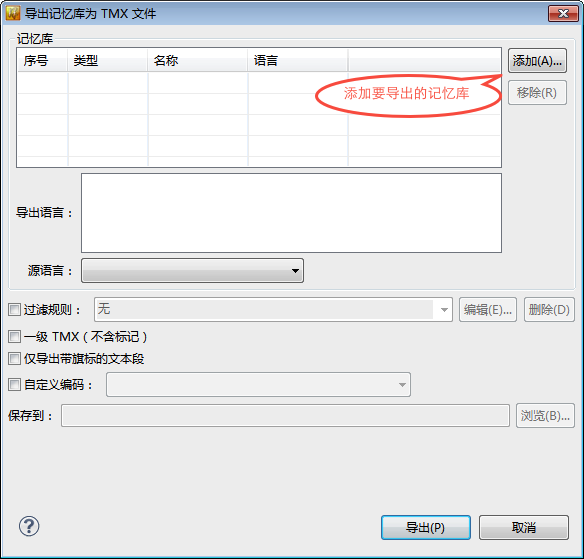 导出记忆库为 TMX 文件
记忆库
序号 类型 名称 语言
添加(A)...
添加要导出的记忆库
移除(R)
导出语言：
源语言：
过滤规则： 无 编辑(E)... 删除(D)
一级 TMX（不含标记）
仅导出带旗标的文本段
自定义编码：
保存到： 浏览(B)...
? 导出(P) 取消